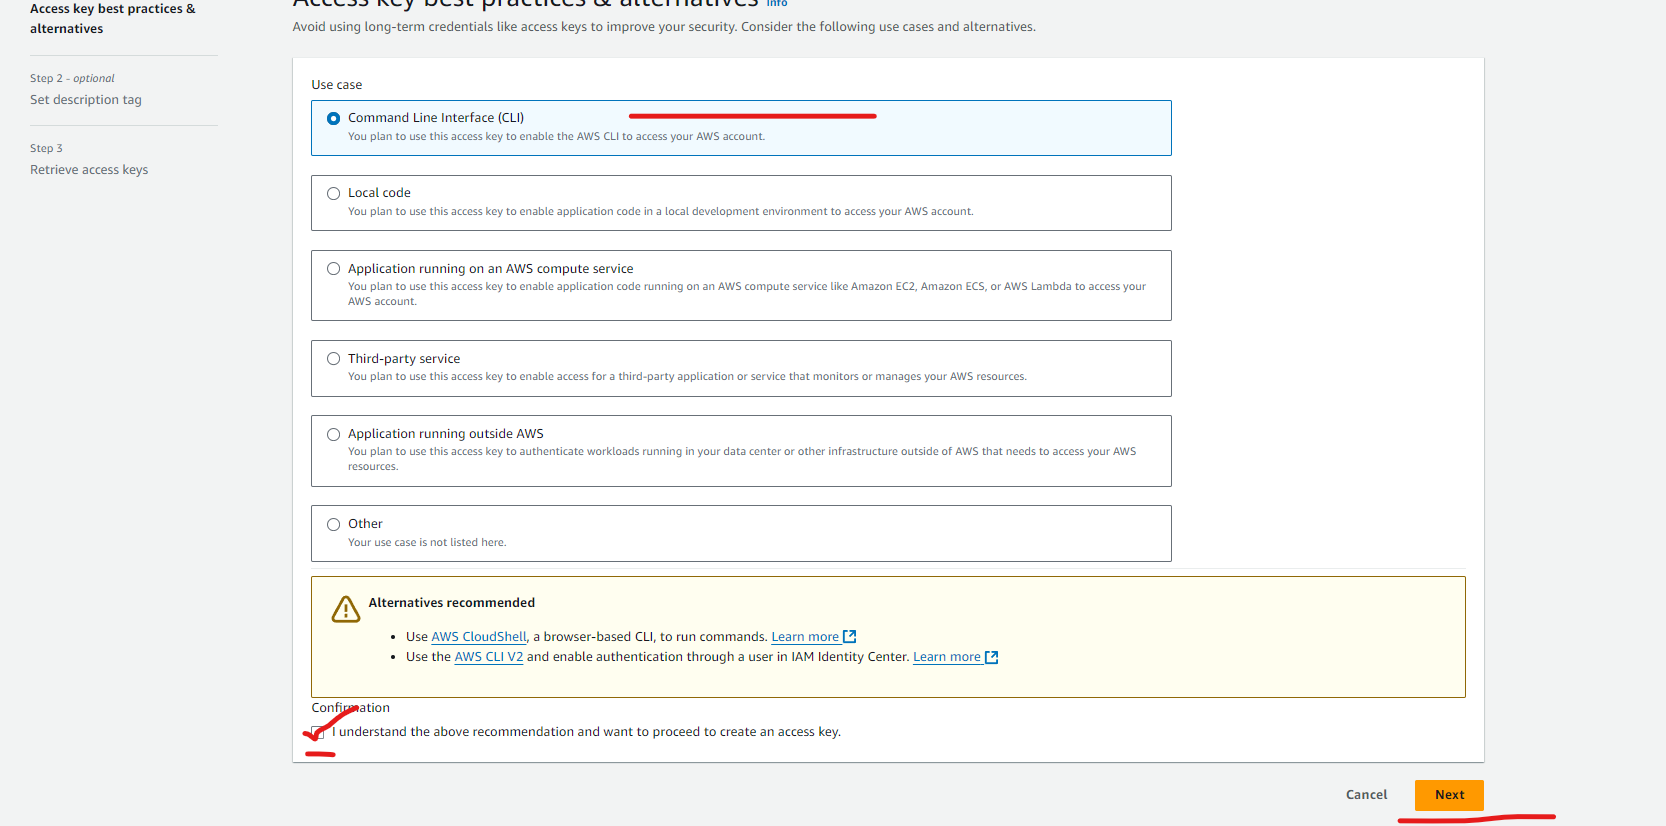 Access key best practices &
alternatives
Step 2 - optional
Set description tag
Step 3
Retrieve access keys
Access key best practices & alternatives Info
Avoid using long-term credentials like access keys to improve your security. Consider the following use cases and alternatives.
Use case
Command Line Interface (CLI)
You plan to use this access key to enable the AWS CLI to access your AWS account.
Local code
You plan to use this access key to enable application code in a local development environment to access your AWS account.
Application running on an AWS compute service
You plan to use this access key to enable application code running on an AWS compute service like Amazon EC2, Amazon ECS, or AWS Lambda to access your
AWS account.
Third-party service
You plan to use this access key to enable access for a third-party application or service that monitors or manages your AWS resources.
Application running outside AWS
You plan to use this access key to authenticate workloads running in your data center or other infrastructure outside of AWS that needs to access your AWS
resources.
Other
Your use case is not listed here.
Alternatives recommended
• Use AWS CloudShell, a browser-based CLI, to run commands. Learn more
• Use the AWS CLI V2 and enable authentication through a user in IAM Identity Center. Learn more
Confirmation
I understand the above recommendation and want to proceed to create an access key.
Cancel
Next